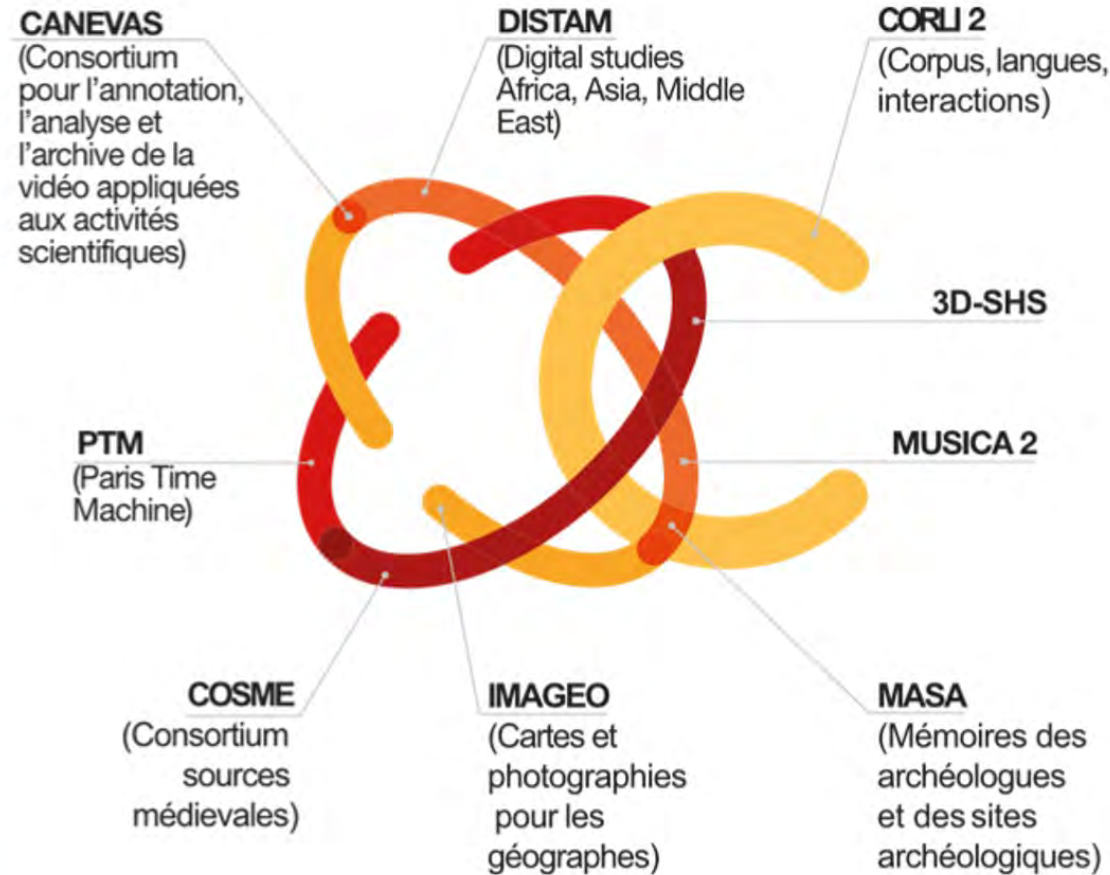 CANEVAS
(Consortium
pour l'annotation,
l'analyse et
l'archive de la
vidéo appliquées
aux activités
scientifiques)
DISTAM
(Digital studies
Africa, Asia, Middle
East)
CORLI 2
(Corpus, langues,
interactions)
3D-SHS
PTM
(Paris Time
Machine)
MUSICA 2
COSME
(Consortium
sources
médievales)
IMAGEO
(Cartes et
photographies
pour les
géographes)
MASA
(Mémoires des
archéologues
et des sites
archéologiques)